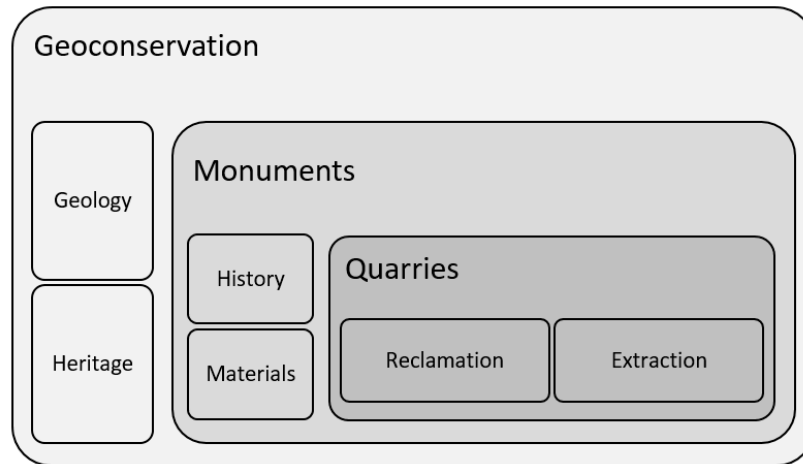 Geoconservation
Geology
Heritage
Monuments
History
Materials
Quarries
Reclamation
Extraction